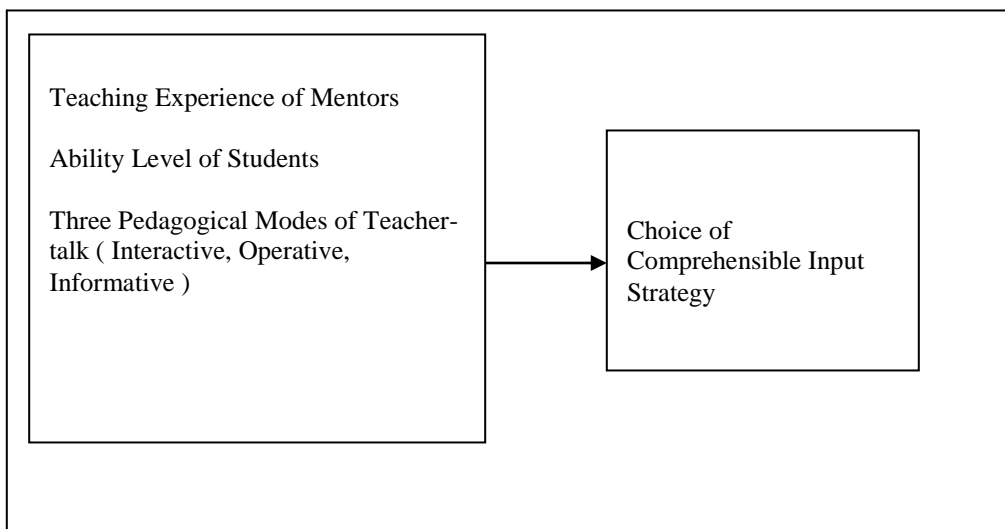 Teaching Experience of Mentors
Ability Level of Students
Three Pedagogical Modes of Teacher-
talk ( Interactive, Operative,
Informative )
Choice of
Comprehensible Input
Strategy